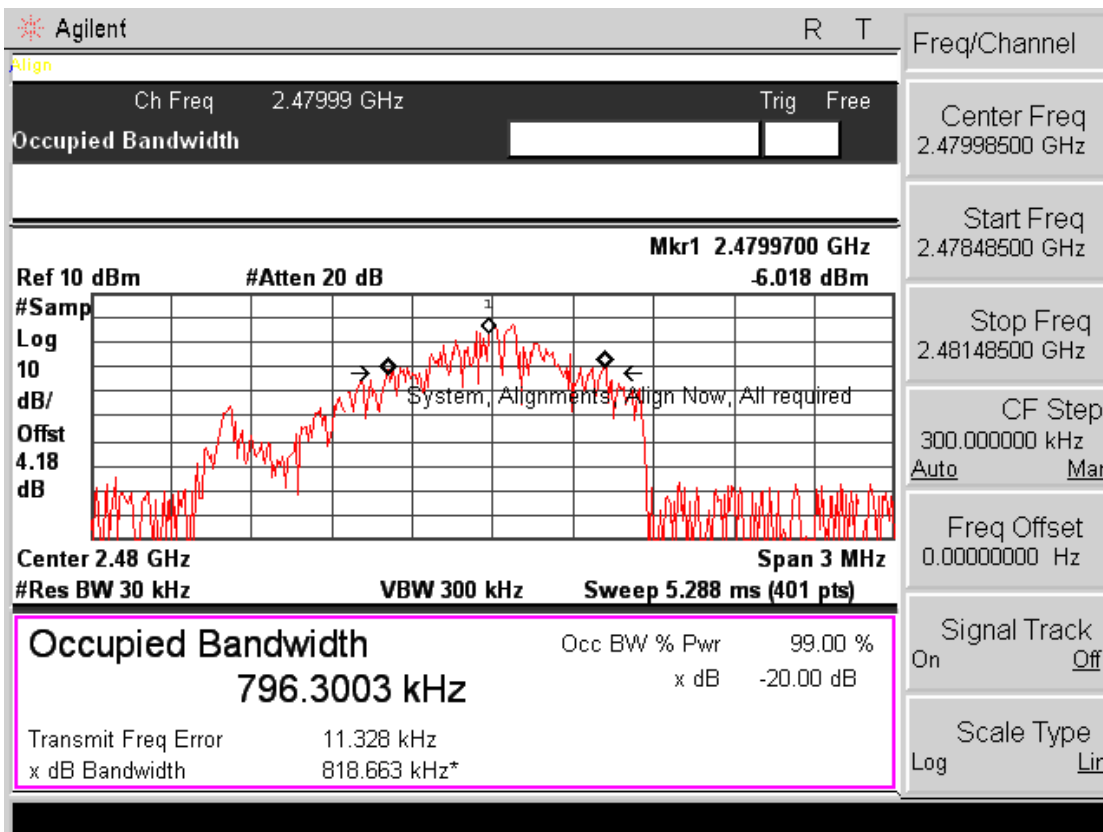 Agilent R T
Align
Ch Freq 2.47999 GHz Trig Free
Occupied Bandwidth
Mkr1 2.4799700 GHz
Ref 10 dBm #Atten 20 dB -6.018 dBm
#Samp
Log
10
dB/
Offst
4.18
dB
1
System, Alignments, Align Now, All required
Center 2.48 GHz Span 3 MHz
#Res BW 30 kHz VBW 300 kHz Sweep 5.288 ms (401 pts)
Occupied Bandwidth Occ BW % Pwr 99.00 %
796.3003 kHz x dB -20.00 dB
Transmit Freq Error 11.328 kHz
x dB Bandwidth 818.663 kHz*
Freq/Channel
Center Freq
2.47998500 GHz
Start Freq
2.47848500 GHz
Stop Freq
2.48148500 GHz
CF Step
300.000000 kHz
Auto Mar
Freq Offset
0.00000000 Hz
Signal Track
On Off
Scale Type
Log Lin